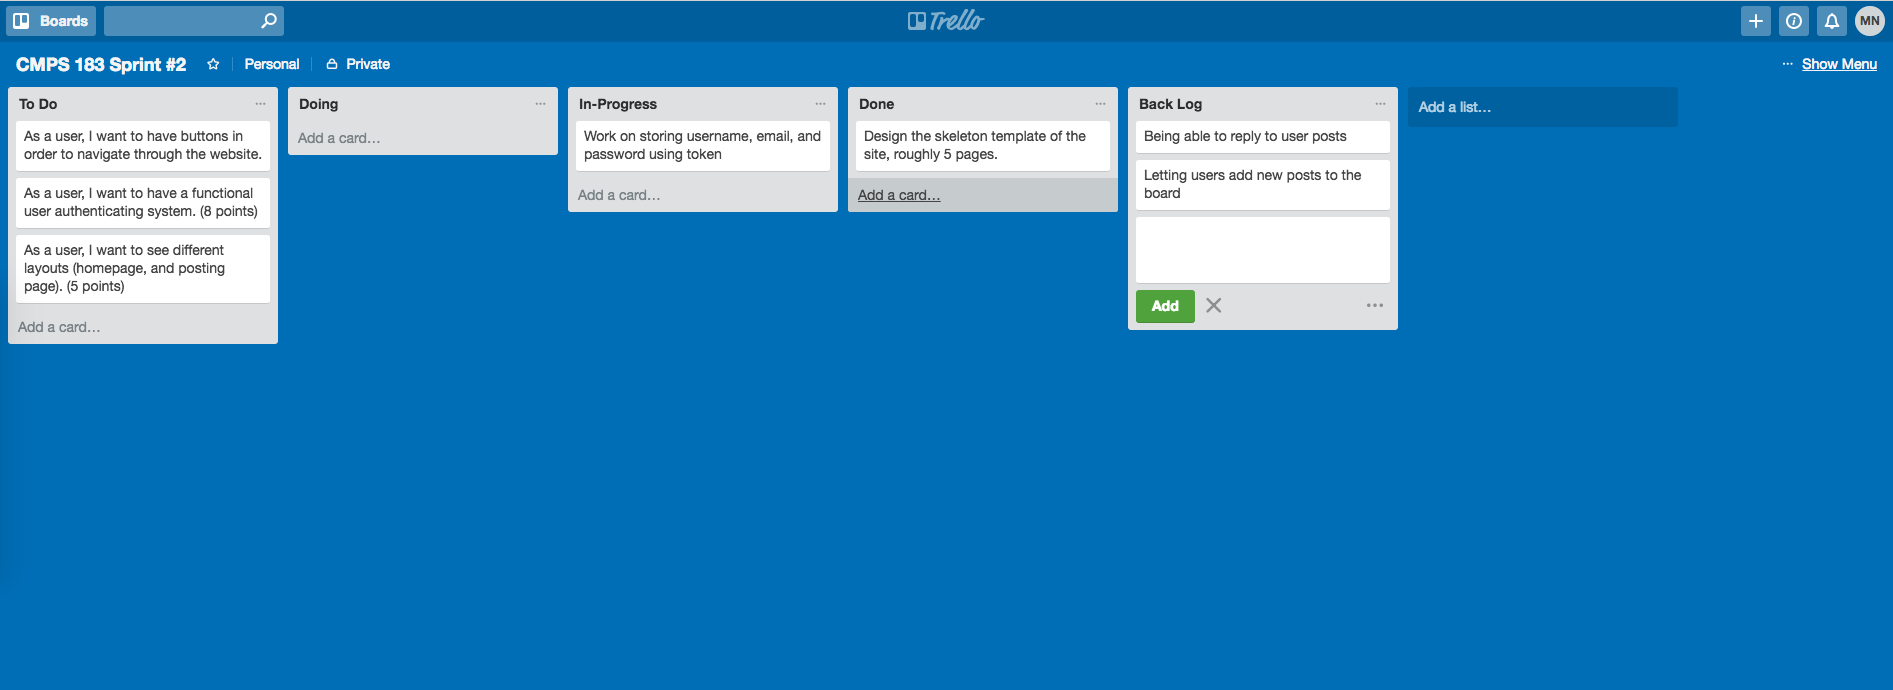 Boards
Trello
MN
CMPS 183 Sprint #2
Personal
Private
... Show Menu
To Do
As a user, I want to have buttons in
order to navigate through the website.
As a user, I want to have a functional
user authenticating system. (8 points)
As a user, I want to see different
layouts (homepage, and posting
page). (5 points)
Add a card...
Doing
Add a card...
In-Progress
Work on storing username, email, and
password using token
Add a card...
Done
Design the skeleton template of the
site, roughly 5 pages.
Add a card...
Back Log
Being able to reply to user posts
Letting users add new posts to the
board
Add
Add a list...